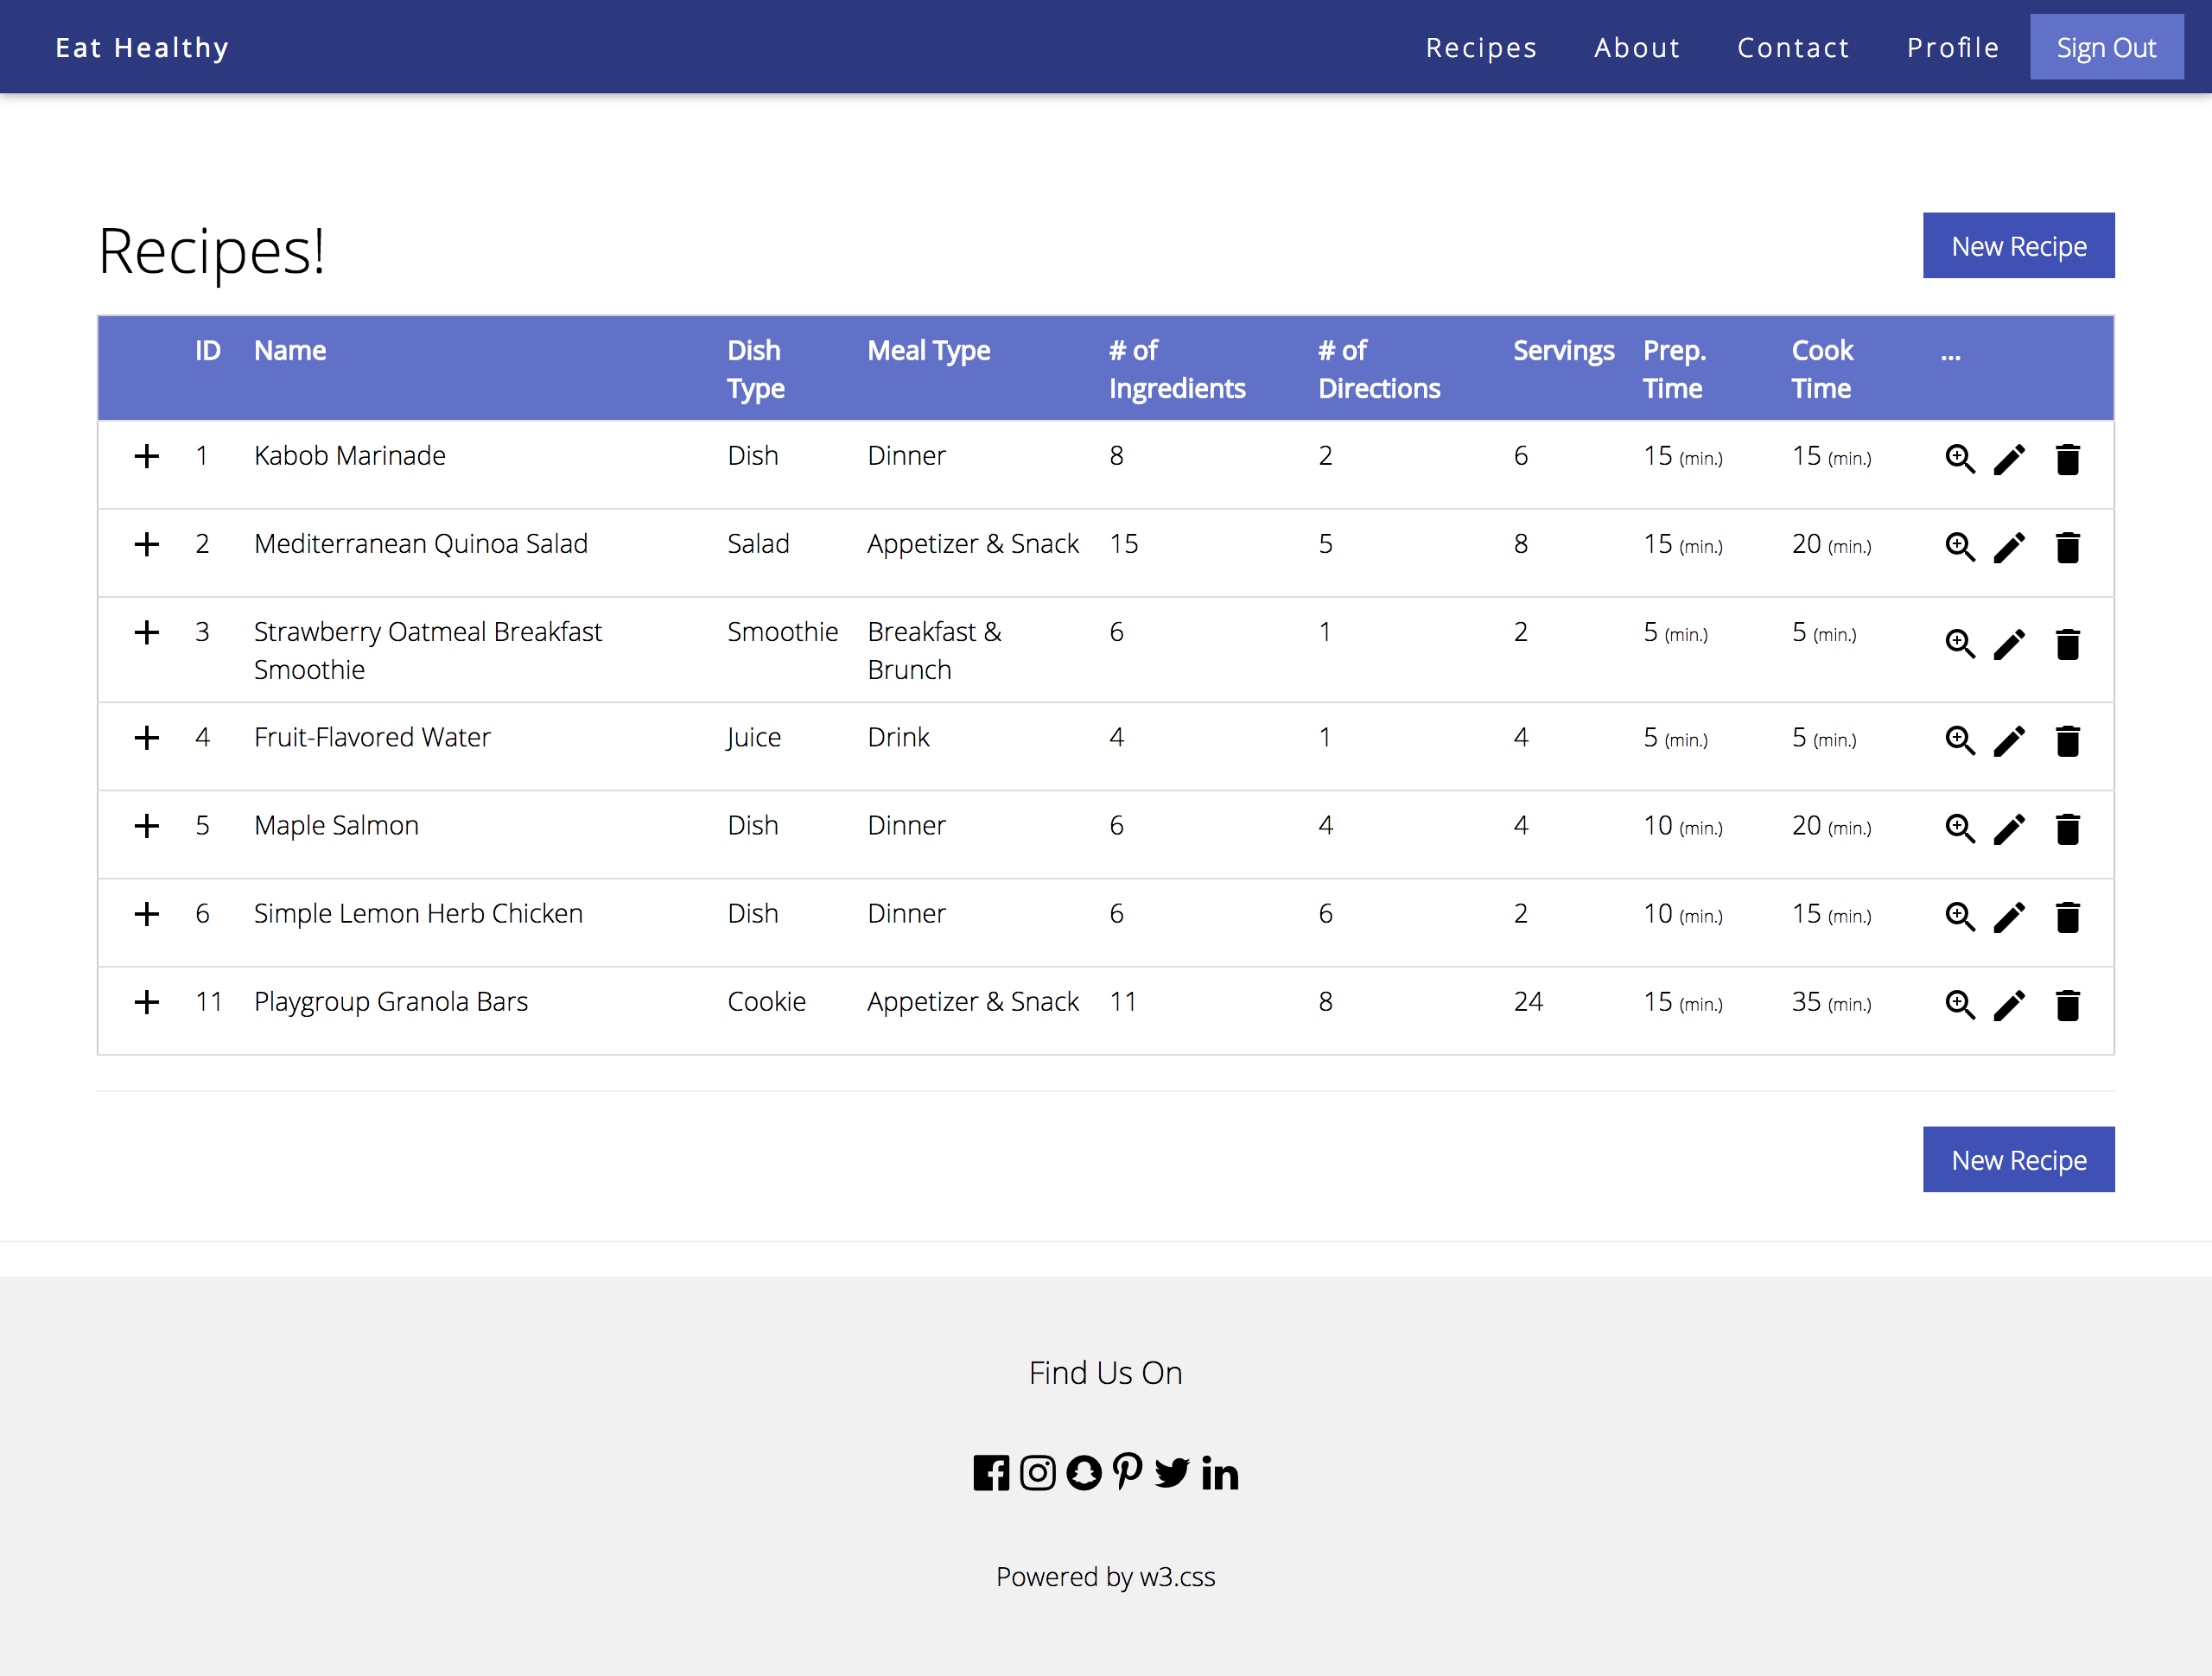 Eat Healthy Recipes About Contact Profile Sign Out
Recipes! New Recipe
ID Name Dish Type Meal Type # of Ingredients # of Directions Servings Prep. Time Cook Time ...
1 Kabob Marinade Dish Dinner 8 2 6 15 (min.) 15 (min.)
2 Mediterranean Quinoa Salad Salad Appetizer & Snack 15 5 8 15 (min.) 20 (min.)
3 Strawberry Oatmeal Breakfast Smoothie Smoothie Breakfast & Brunch 6 1 2 5 (min.) 5 (min.)
4 Fruit-Flavored Water Juice Drink 4 1 4 5 (min.) 5 (min.)
5 Maple Salmon Dish Dinner 6 4 4 10 (min.) 20 (min.)
6 Simple Lemon Herb Chicken Dish Dinner 6 6 2 10 (min.) 15 (min.)
11 Playgroup Granola Bars Cookie Appetizer & Snack 11 8 24 15 (min.) 35 (min.)
New Recipe
Find Us On
Powered by w3.css